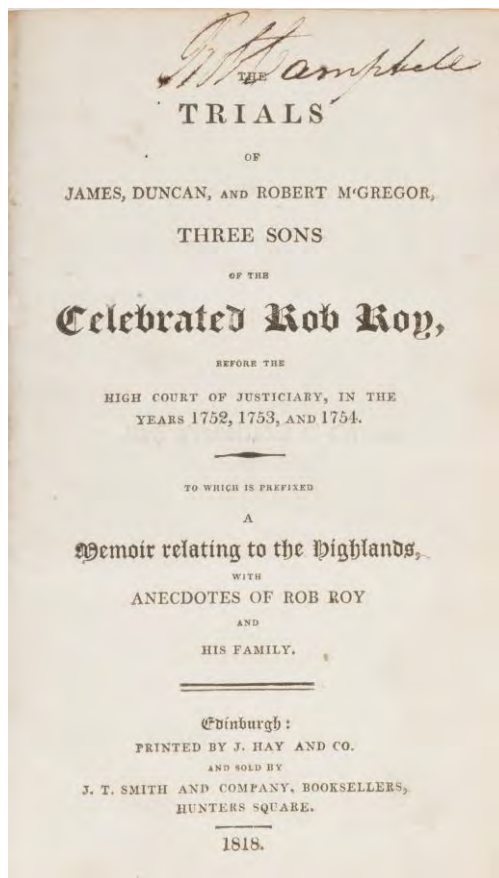 Campbell
THE
TRIALS
OF
JAMES, DUNCAN, AND ROBERT M'GREGOR,
THREE SONS
OF THE
Celebrated Rob Roy,
BEFORE THE
HIGH COURT OF JUSTICIARY, IN THE
YEARS 1752, 1753, AND 1754.
TO WHICH IS PREFIXED
A
Memoir relating to the Highlands,
WITH
ANECDOTES OF ROB ROY
AND
HIS FAMILY.
Edinburgh:
PRINTED BY J. HAY AND CO.
AND SOLD BY
J. T. SMITH AND COMPANY, BOOKSELLERS,
HUNTERS SQUARE.
1818.